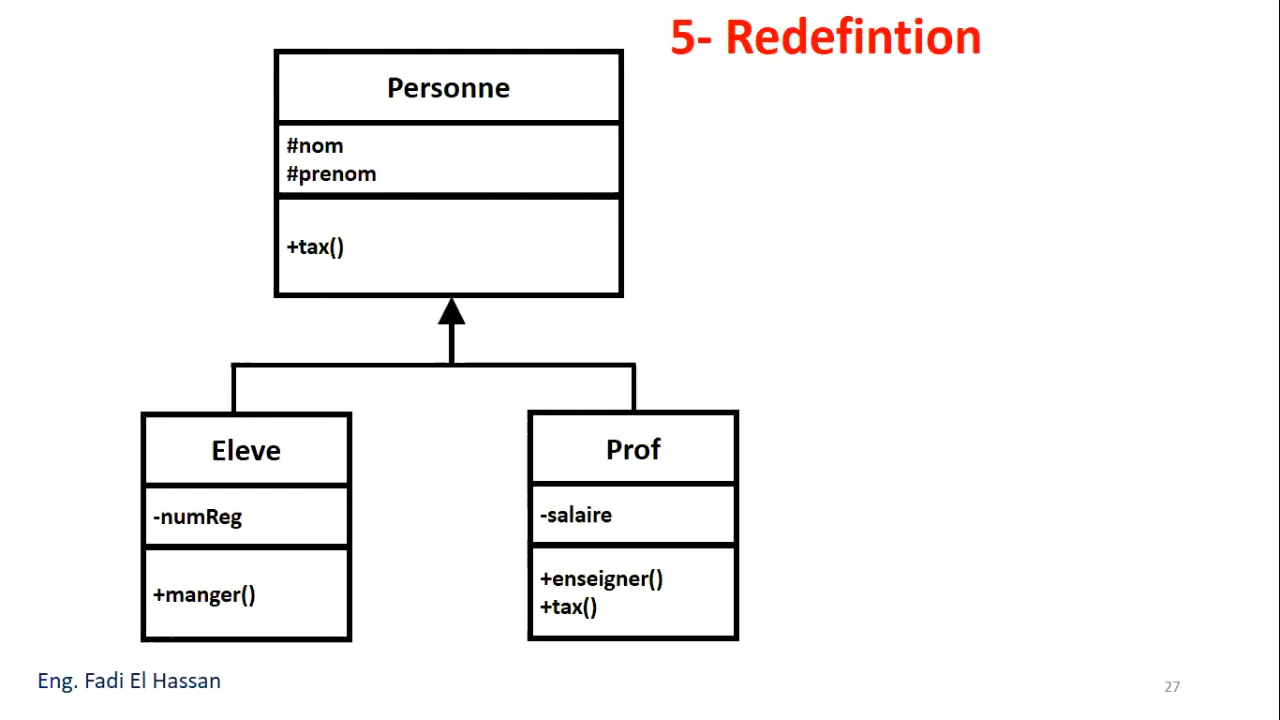 5- Redefintion
Personne
#nom
#prenom
+tax()
Eleve
-numReg
+manger()
Prof
-salaire
+enseigner()
+tax()
Eng. Fadi El Hassan
27